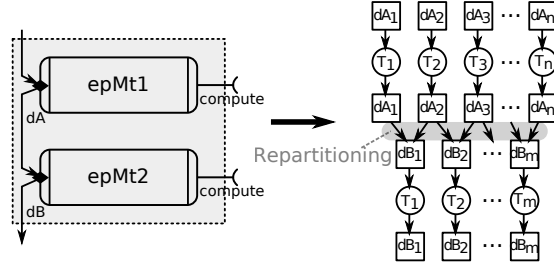 epMt1
compute
dA
epMt2
compute
dB
dA1 dA2 dA3 ... dAn
T1 T2 T3 ... Tn
dA1 dA2 dA3 ... dAn
Repartitioning
dB1 dB2 ... dBm
T1 T2 ... Tm
dB1 dB2 ... dBm